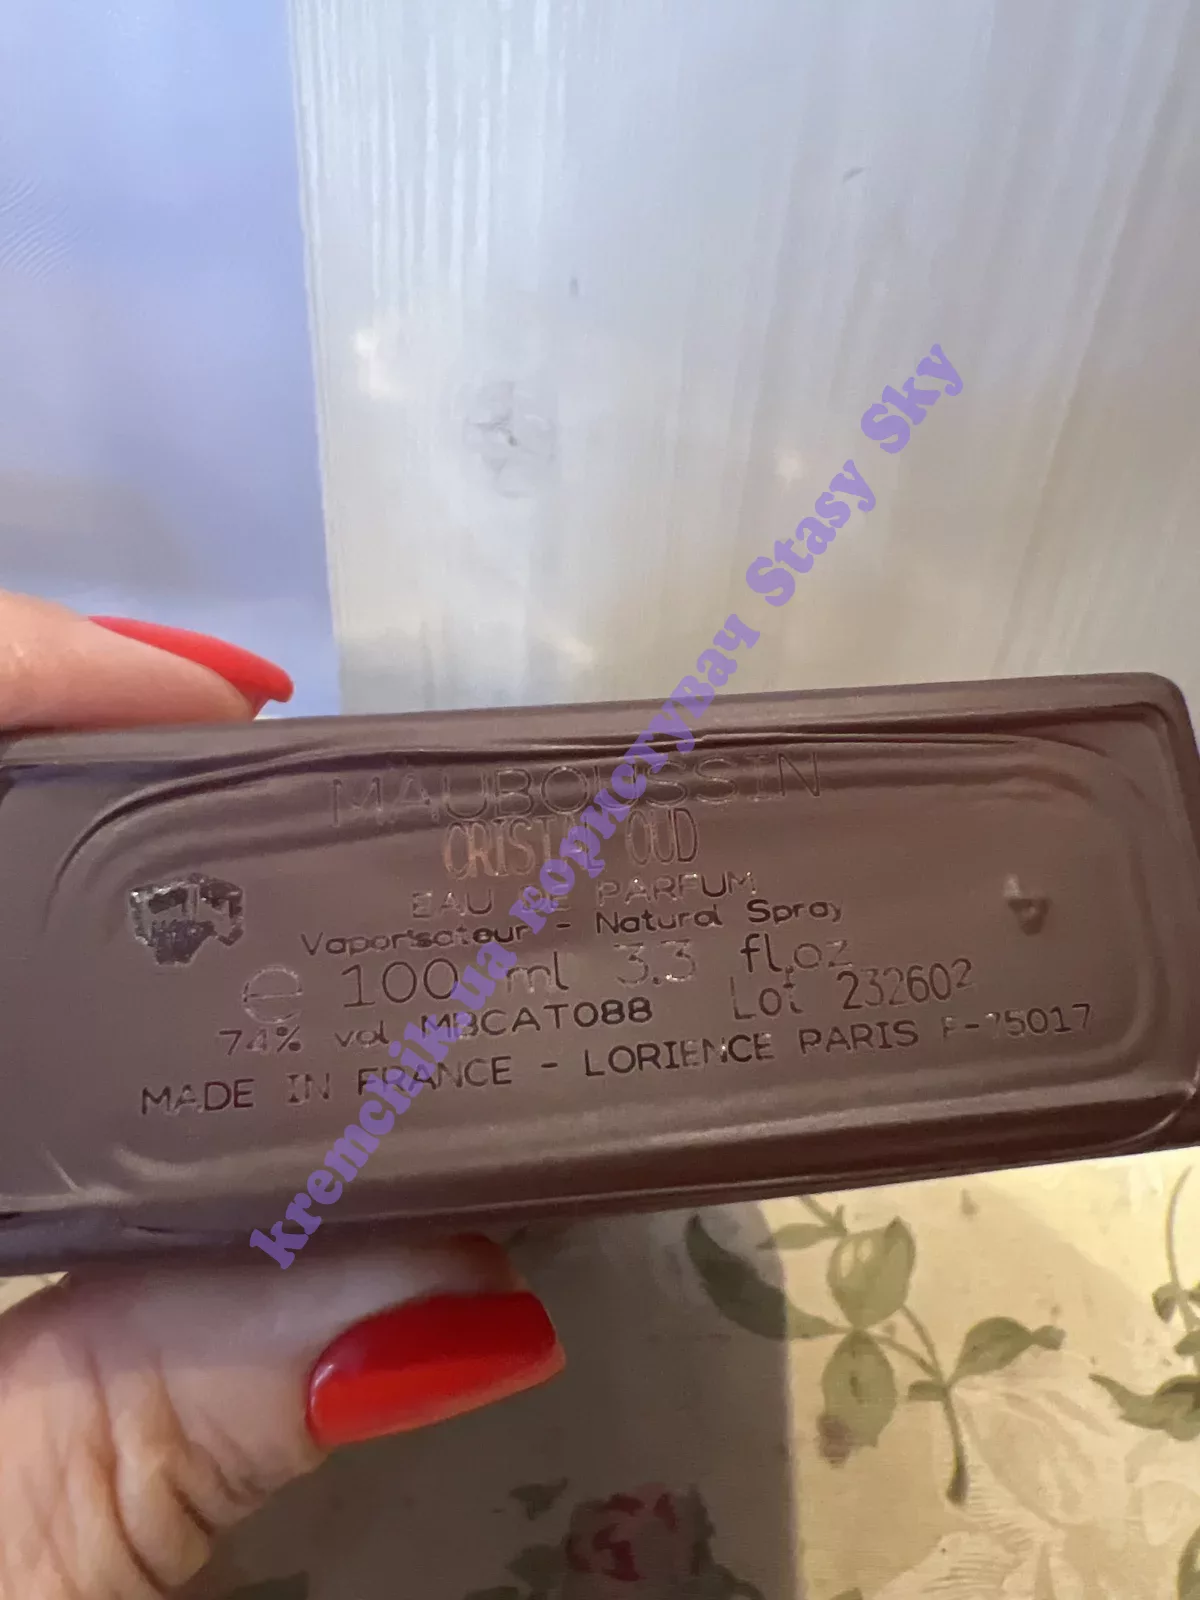 MAUBOUSSIN
CRISTAL OUD
EAU DE PARFUM
Vaporisateur - Natural Spray
e 100 ml 3.3 fl.oz
74% vol MBCAT088 Lot 232602
MADE IN FRANCE - LORIENCE PARIS F-75017
kremchik.ua користувач Stasy Sky